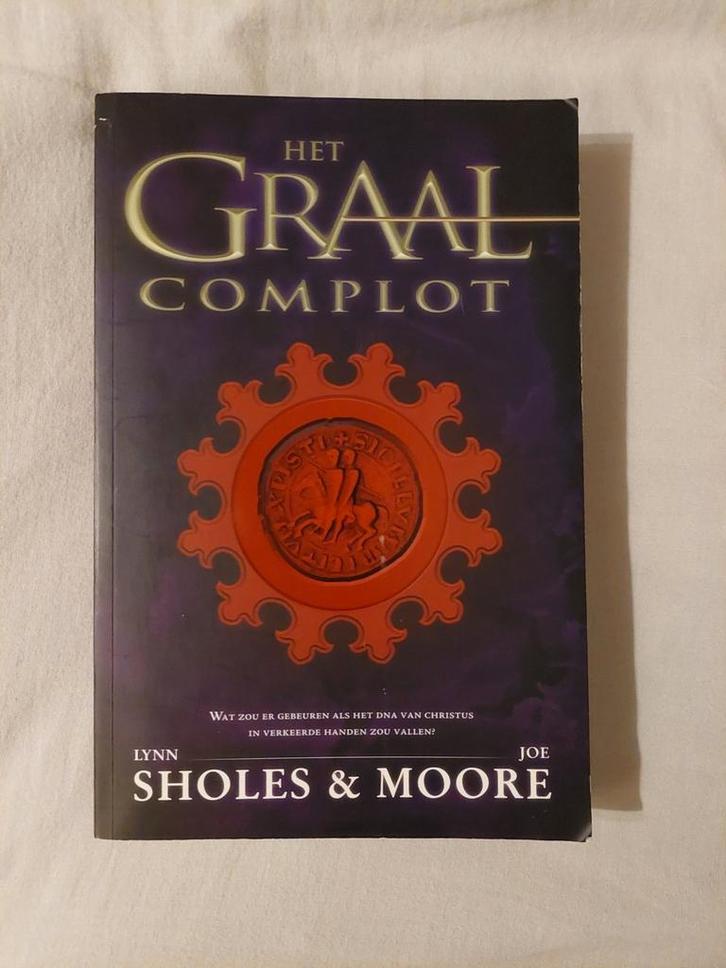 HET
GRAAL
COMPLOT
WAT ZOU ER GEBEUREN ALS HET DNA VAN CHRISTUS
IN VERKEERDE HANDEN ZOU VALLEN?
LYNN JOE
SHOLES & MOORE